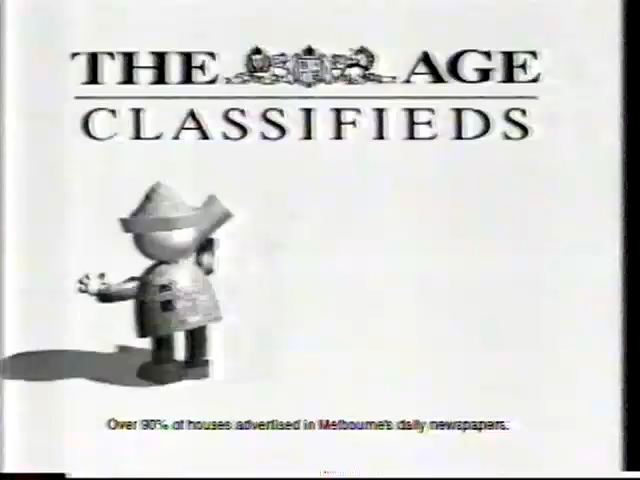 THE AGE
CLASSIFIEDS
Over 90% of houses advertised in Melbourne's daily newspapers.